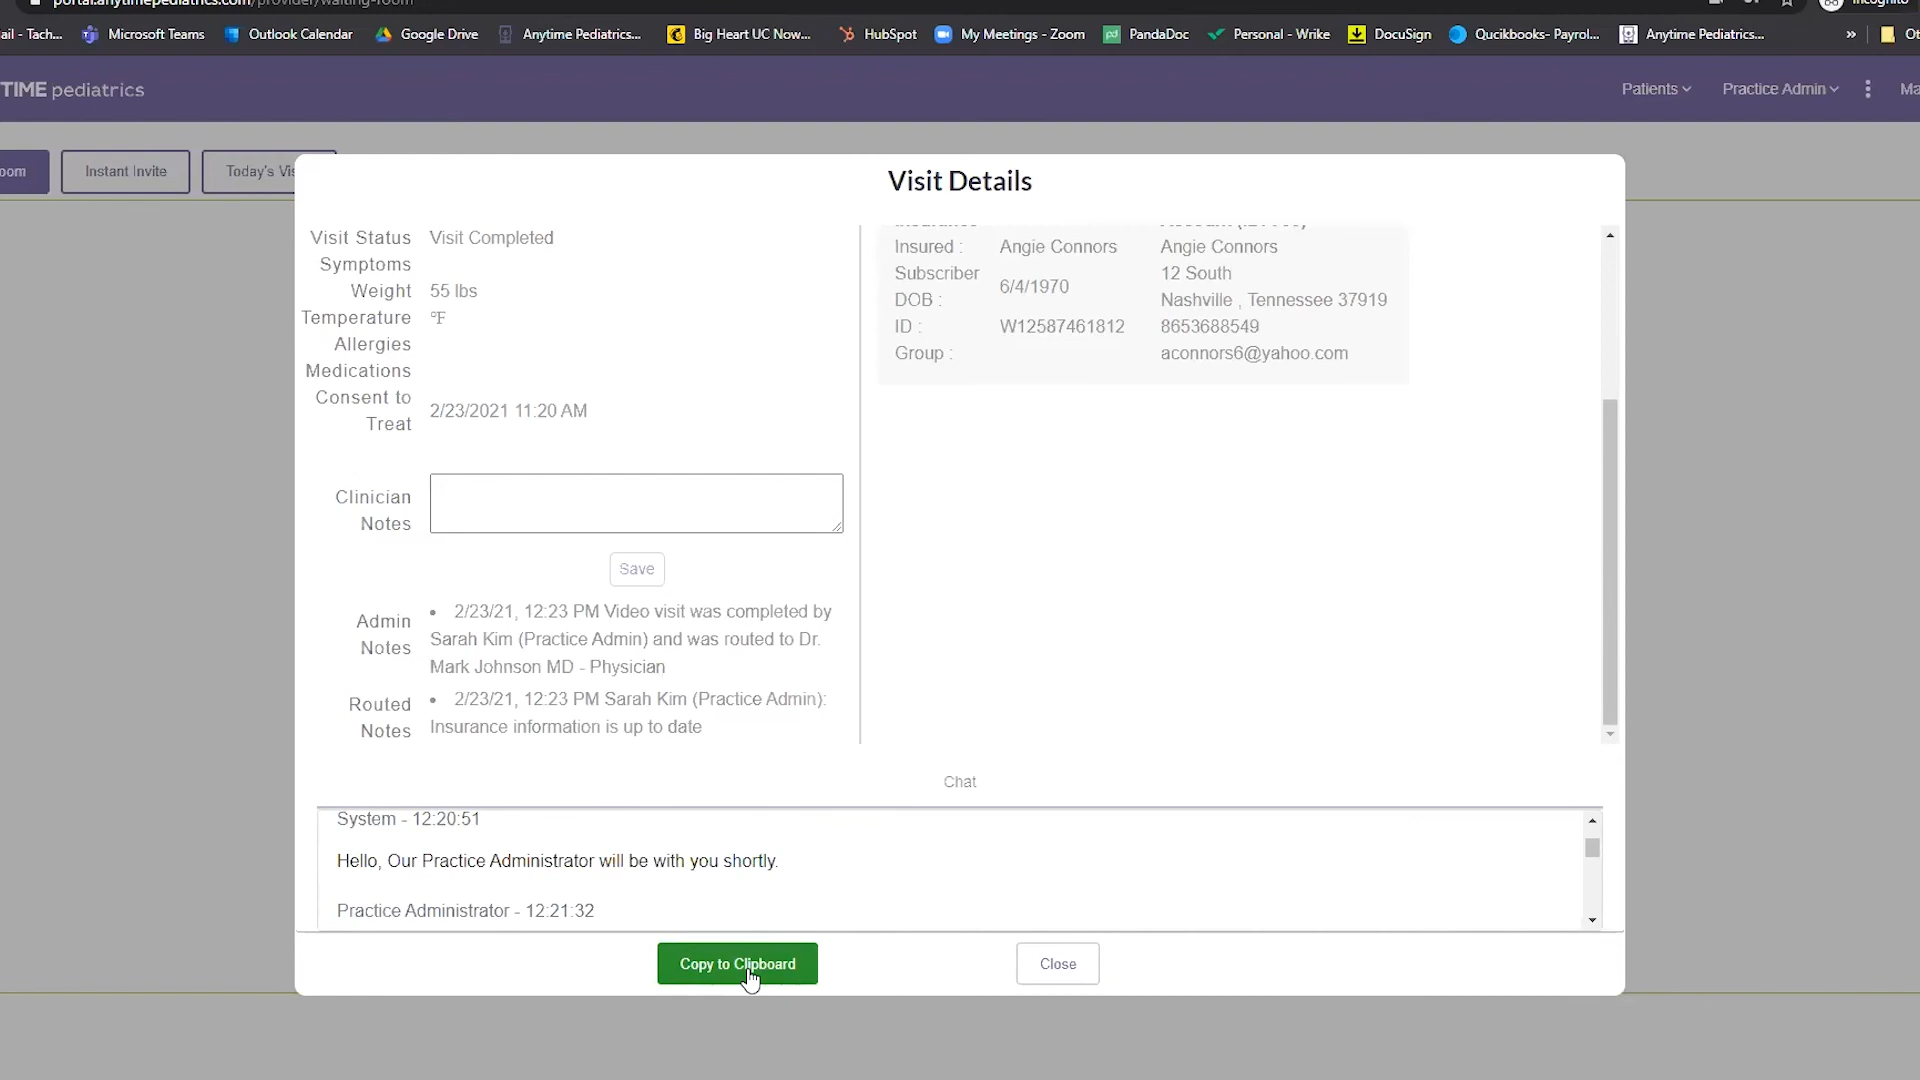 portal.anytimepediatrics.com/provider/waiting-room
Incognito
ail - Tach...
Microsoft Teams
Outlook Calendar
Google Drive
Anytime Pediatrics...
Big Heart UC Now...
HubSpot
My Meetings - Zoom
PandaDoc
Personal - Wrike
DocuSign
Qucikbooks- Payrol...
Anytime Pediatrics...
»
Ot
TIME pediatrics
Patients
Practice Admin
Ma
oom
Instant Invite
Today's Vis
Visit Details
Visit Status Visit Completed
Symptoms
Weight 55 lbs
Temperature °F
Allergies
Medications
Consent to
Treat
2/23/2021 11:20 AM
Clinician
Notes
Save
Admin
Notes
• 2/23/21, 12:23 PM Video visit was completed by
Sarah Kim (Practice Admin) and was routed to Dr.
Mark Johnson MD - Physician
Routed
Notes
• 2/23/21, 12:23 PM Sarah Kim (Practice Admin):
Insurance information is up to date
Insured : Angie Connors
Subscriber
DOB :
6/4/1970
ID : W12587461812
Group :
Angie Connors
12 South
Nashville , Tennessee 37919
8653688549
aconnors6@yahoo.com
Chat
System - 12:20:51
Hello, Our Practice Administrator will be with you shortly.
Practice Administrator - 12:21:32
Copy to Clipboard
Close